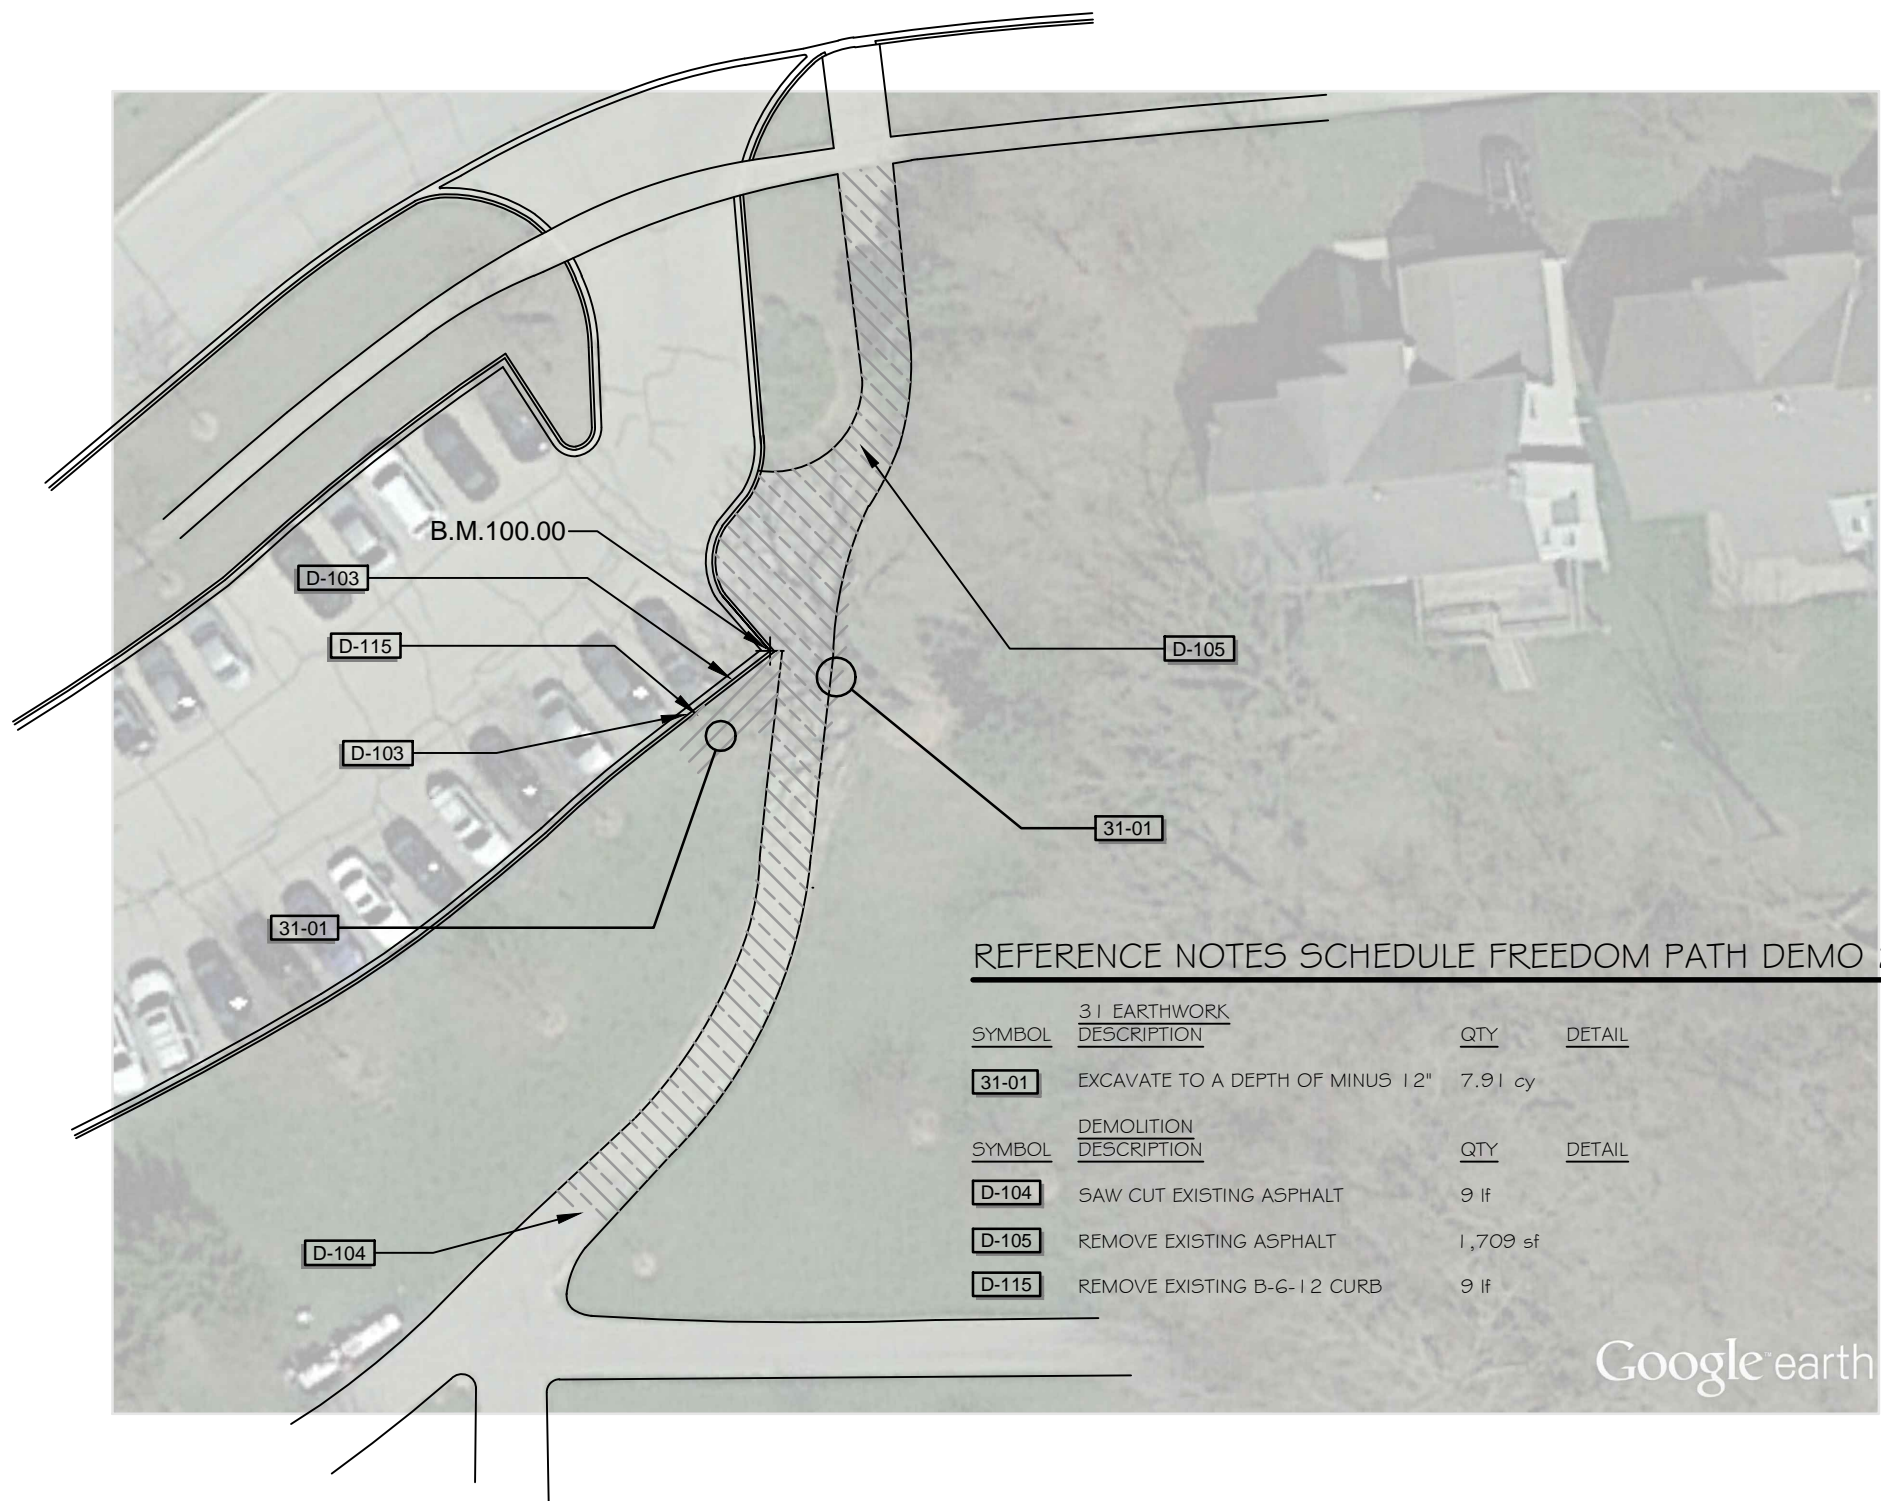 B.M.100.00
D-103
D-115
D-105
D-103
31-01
31-01
D-104
REFERENCE NOTES SCHEDULE FREEDOM PATH DEMO
31 EARTHWORK
SYMBOL DESCRIPTION QTY DETAIL
31-01 EXCAVATE TO A DEPTH OF MINUS 12" 7.91 cy
DEMOLITION
SYMBOL DESCRIPTION QTY DETAIL
D-104 SAW CUT EXISTING ASPHALT 9 lf
D-105 REMOVE EXISTING ASPHALT 1,709 sf
D-115 REMOVE EXISTING B-6-12 CURB 9 lf
Google™ earth